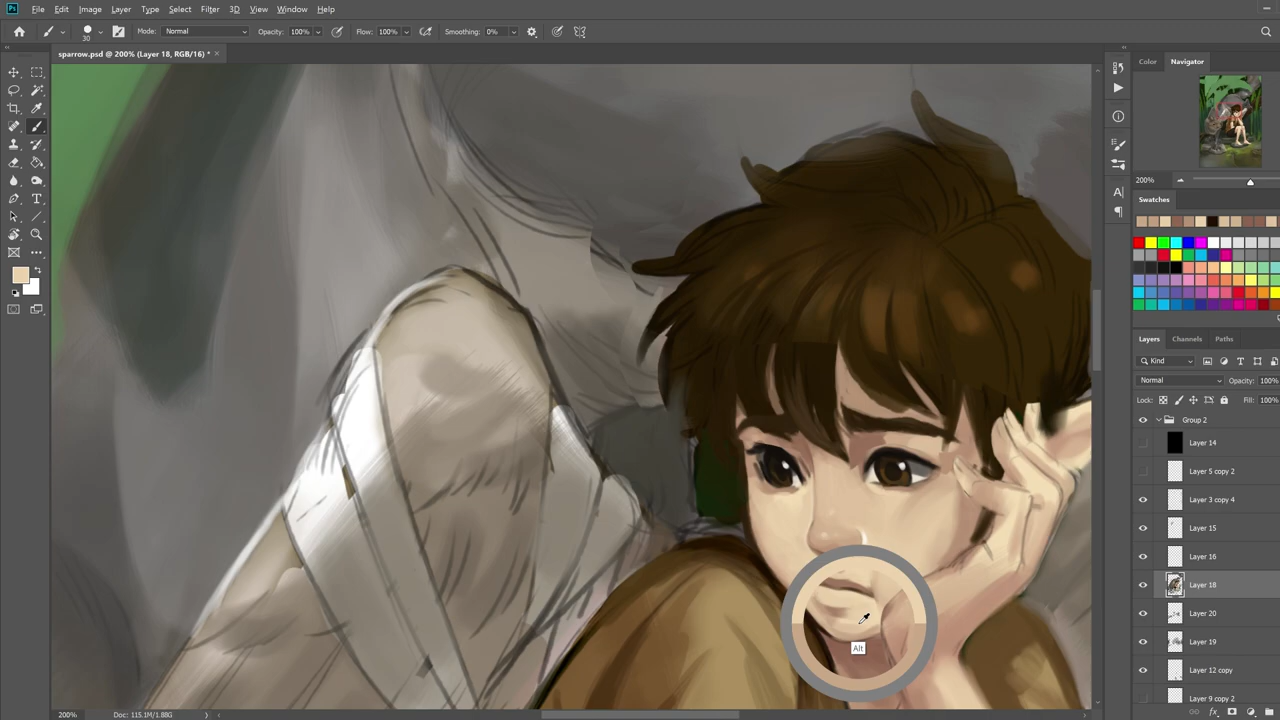 Ps File Edit Image Layer Type Select Filter 3D View Window Help
30 Mode: Normal Opacity: 100% Flow: 100% Smoothing: 0%
sparrow.psd @ 200% (Layer 18, RGB/16) * ×
Color Navigator
200%
Swatches
Layers Channels Paths
Kind
Normal Opacity: 100%
Lock: Fill: 100%
Group 2
Layer 14
Layer 5 copy 2
Layer 3 copy 4
Layer 15
Layer 16
Layer 18
Layer 20
Layer 19
Layer 12 copy
Layer 9 copy 2
Alt
200% Doc: 115.1M/1.88G